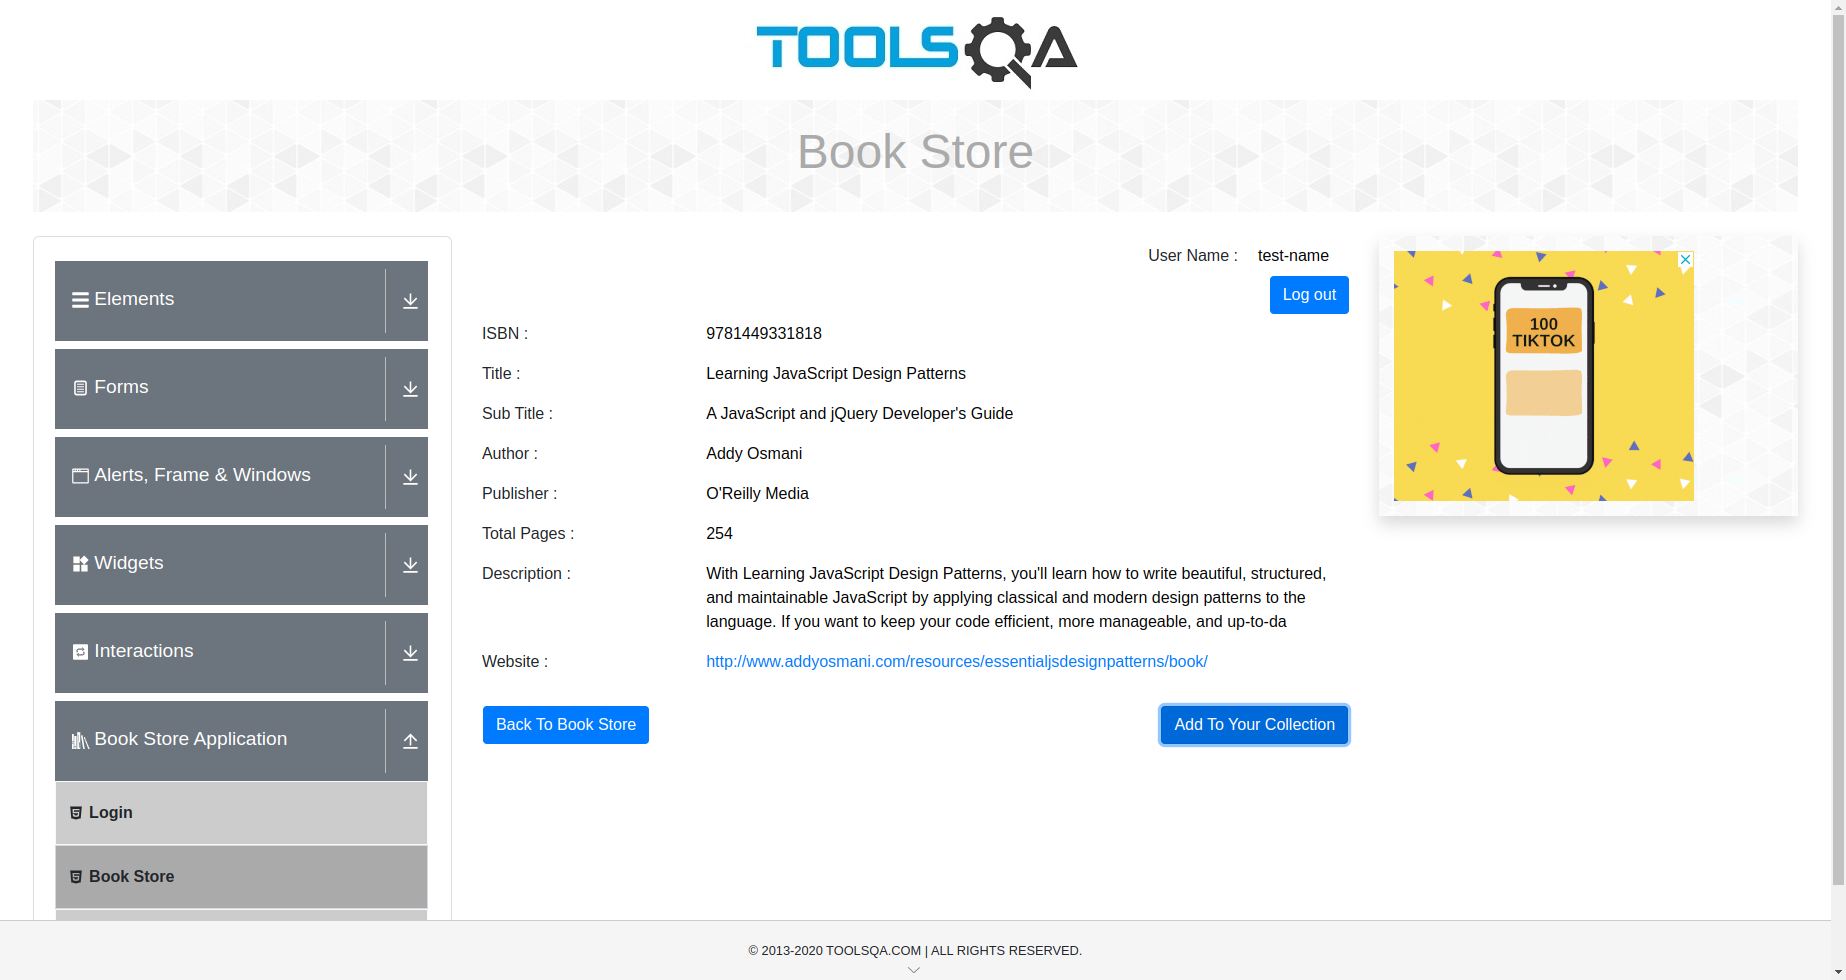 TOOLSQA
Book Store
Elements
Forms
Alerts, Frame & Windows
Widgets
Interactions
Book Store Application
Login
Book Store
User Name : test-name
Log out
ISBN : 9781449331818
Title : Learning JavaScript Design Patterns
Sub Title : A JavaScript and jQuery Developer's Guide
Author : Addy Osmani
Publisher : O'Reilly Media
Total Pages : 254
Description : With Learning JavaScript Design Patterns, you'll learn how to write beautiful, structured,
and maintainable JavaScript by applying classical and modern design patterns to the
language. If you want to keep your code efficient, more manageable, and up-to-da
Website : http://www.addyosmani.com/resources/essentialjsdesignpatterns/book/
Back To Book Store
Add To Your Collection
100
TIKTOK
© 2013-2020 TOOLSQA.COM | ALL RIGHTS RESERVED.